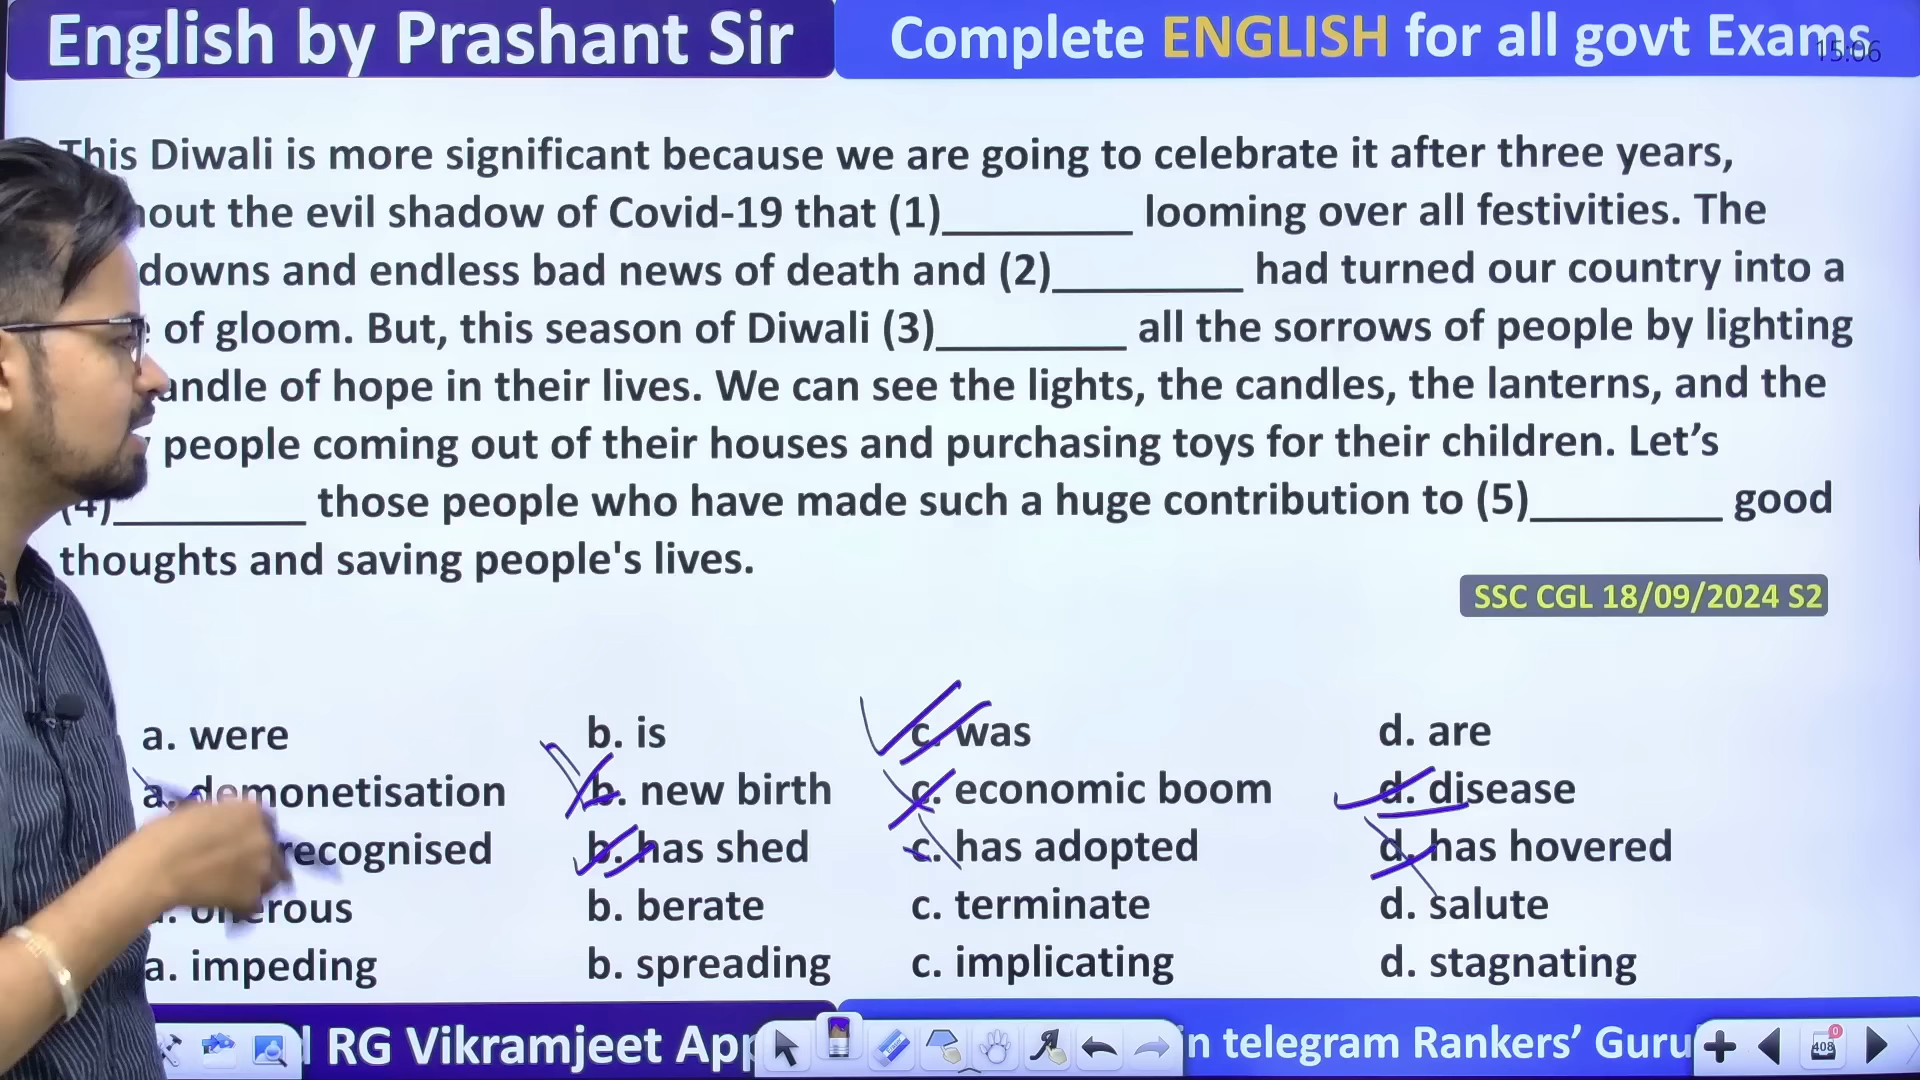 English by Prashant Sir
Complete ENGLISH for all govt Exams
15:06
This Diwali is more significant because we are going to celebrate it after three years,
hout the evil shadow of Covid-19 that (1)________ looming over all festivities. The
downs and endless bad news of death and (2)________ had turned our country into a
of gloom. But, this season of Diwali (3)________ all the sorrows of people by lighting
andle of hope in their lives. We can see the lights, the candles, the lanterns, and the
people coming out of their houses and purchasing toys for their children. Let's
(4)________ those people who have made such a huge contribution to (5)________ good
thoughts and saving people's lives.
SSC CGL 18/09/2024 S2
a. were b. is c. was d. are
a. demonetisation b. new birth c. economic boom d. disease
recognised b. has shed c. has adopted d. has hovered
a. onerous b. berate c. terminate d. salute
a. impeding b. spreading c. implicating d. stagnating
RG Vikramjeet App
in telegram Rankers' Guru
408
0